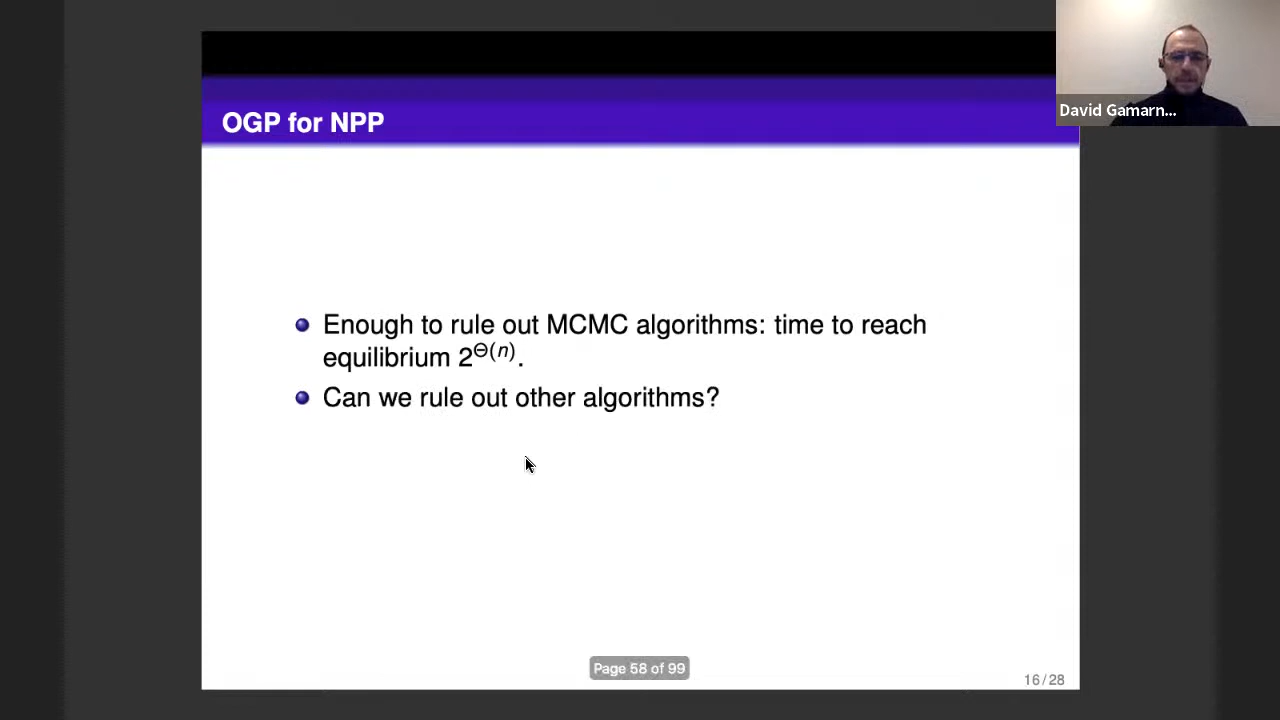 David Gamarn...
OGP for NPP
Enough to rule out MCMC algorithms: time to reach
equilibrium 2^Θ(n).
Can we rule out other algorithms?
Page 58 of 99
16/28